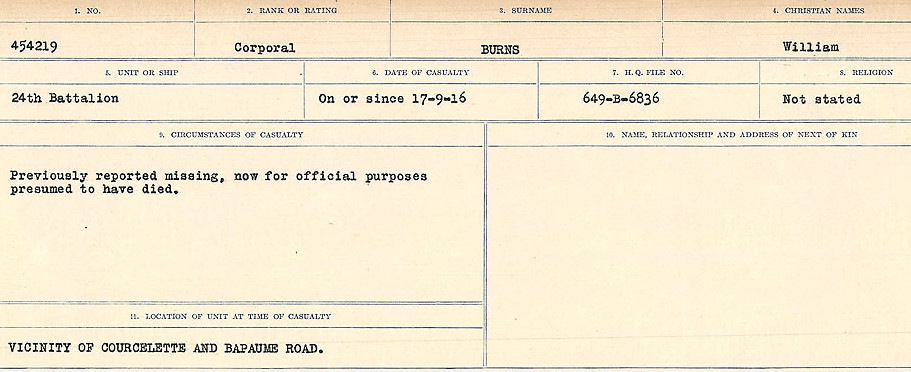 1. NO.
2. RANK OR RATING
3. SURNAME
4. CHRISTIAN NAMES
454219
Corporal
BURNS
William
5. UNIT OR SHIP
6. DATE OF CASUALTY
7. H. Q. FILE NO.
8. RELIGION
24th Battalion
On or since 17-9-16
649-B-6836
Not stated
9. CIRCUMSTANCES OF CASUALTY
10. NAME, RELATIONSHIP AND ADDRESS OF NEXT OF KIN
Previously reported missing, now for official purposes
presumed to have died.
11. LOCATION OF UNIT AT TIME OF CASUALTY
VICINITY OF COURCELETTE AND BAPAUME ROAD.